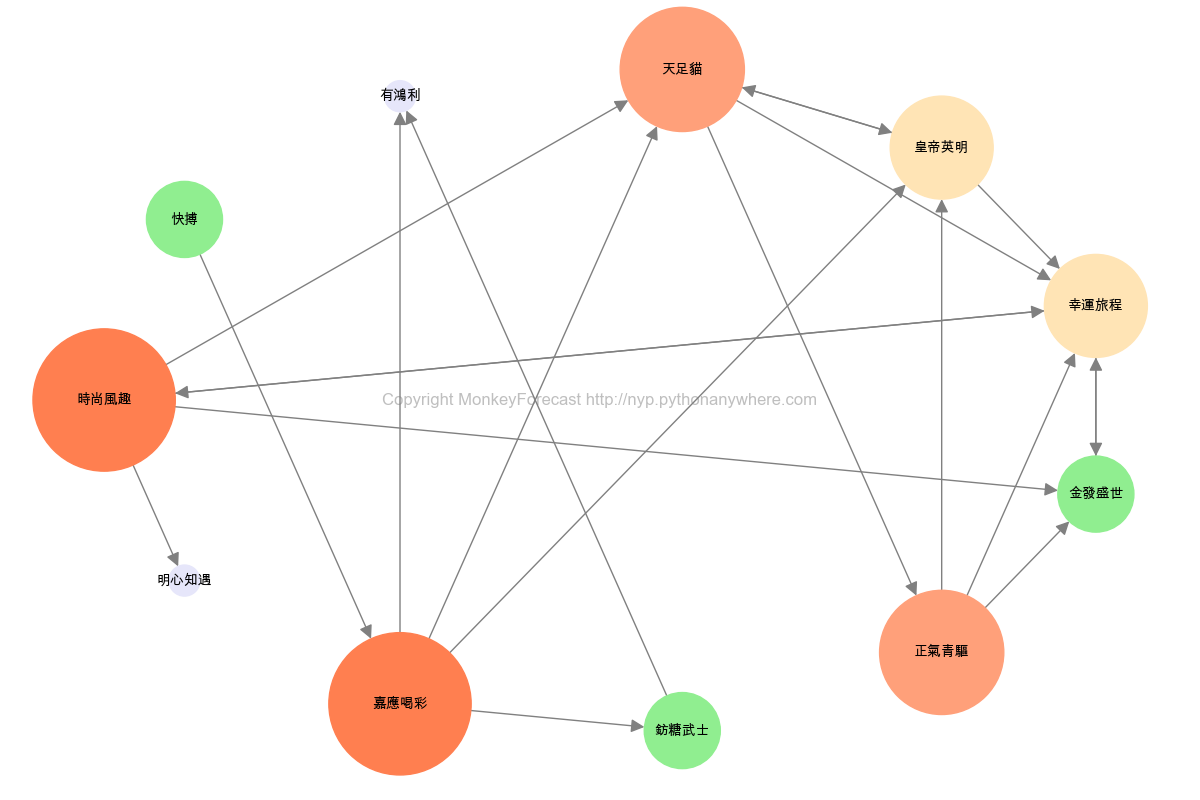 天足貓
有鴻利
皇帝英明
快搏
幸運旅程
時尚風趣
Copyright MonkeyForecast http://nyp.pythonanywhere.com
金發盛世
明心知遇
正氣青驅
嘉應喝彩
鈁糖武士